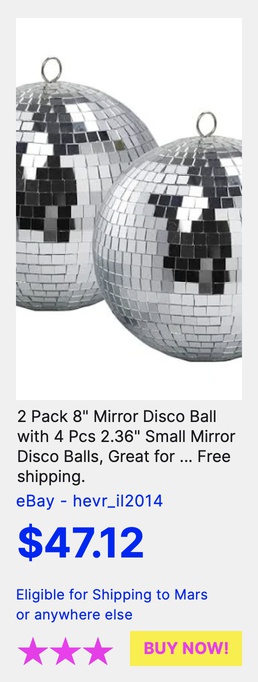 2 Pack 8" Mirror Disco Ball
with 4 Pcs 2.36" Small Mirror
Disco Balls, Great for ... Free
shipping.
eBay - hevr_il2014
$47.12
Eligible for Shipping to Mars
or anywhere else
BUY NOW!